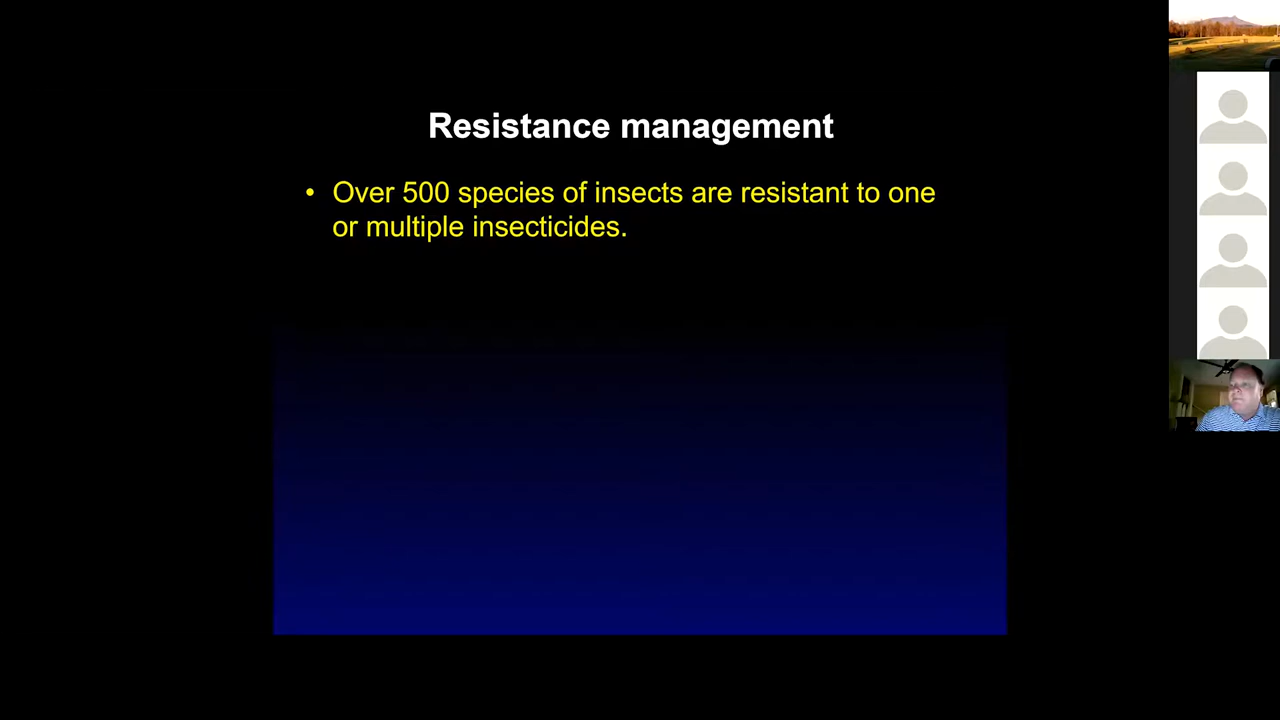 Resistance management
• Over 500 species of insects are resistant to one
or multiple insecticides.